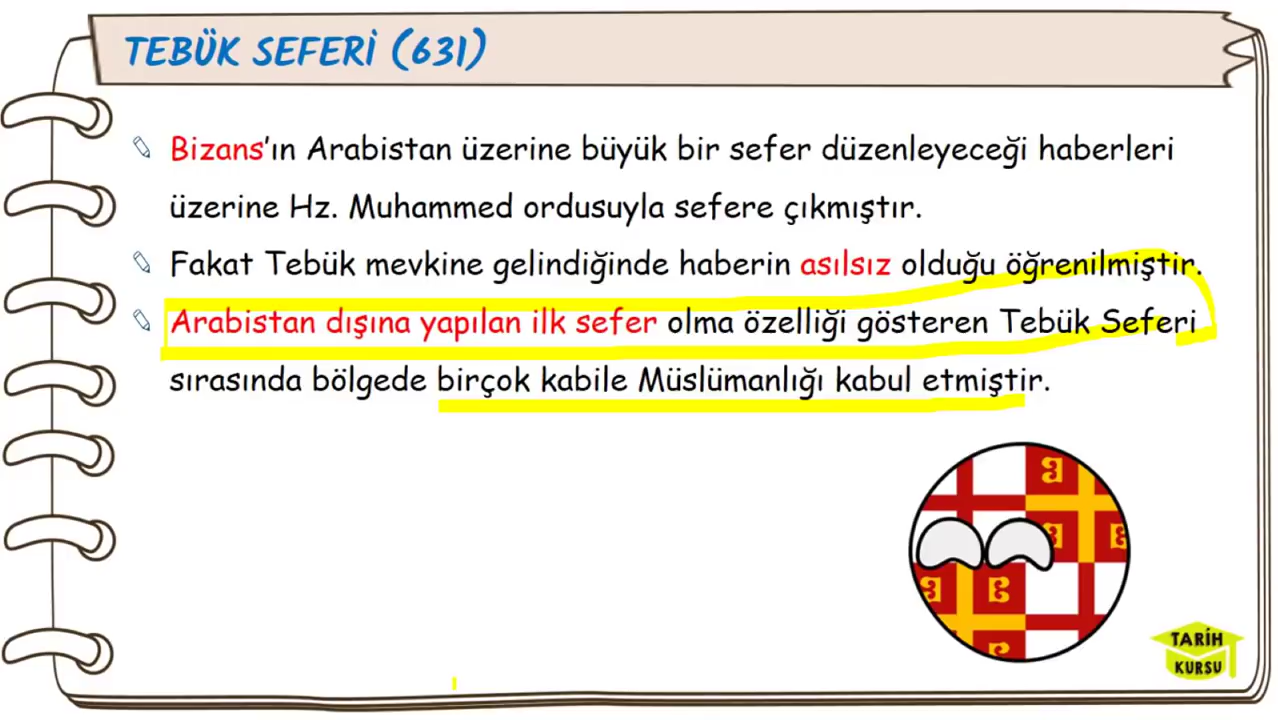 TEBÜK SEFERİ (631)
Bizans’ın Arabistan üzerine büyük bir sefer düzenleyeceği haberleri
üzerine Hz. Muhammed ordusuyla sefere çıkmıştır.
Fakat Tebük mevkine gelindiğinde haberin asılsız olduğu öğrenilmiştir.
Arabistan dışına yapılan ilk sefer olma özelliği gösteren Tebük Seferi
sırasında bölgede birçok kabile Müslümanlığı kabul etmiştir.
TARİH
KURSU